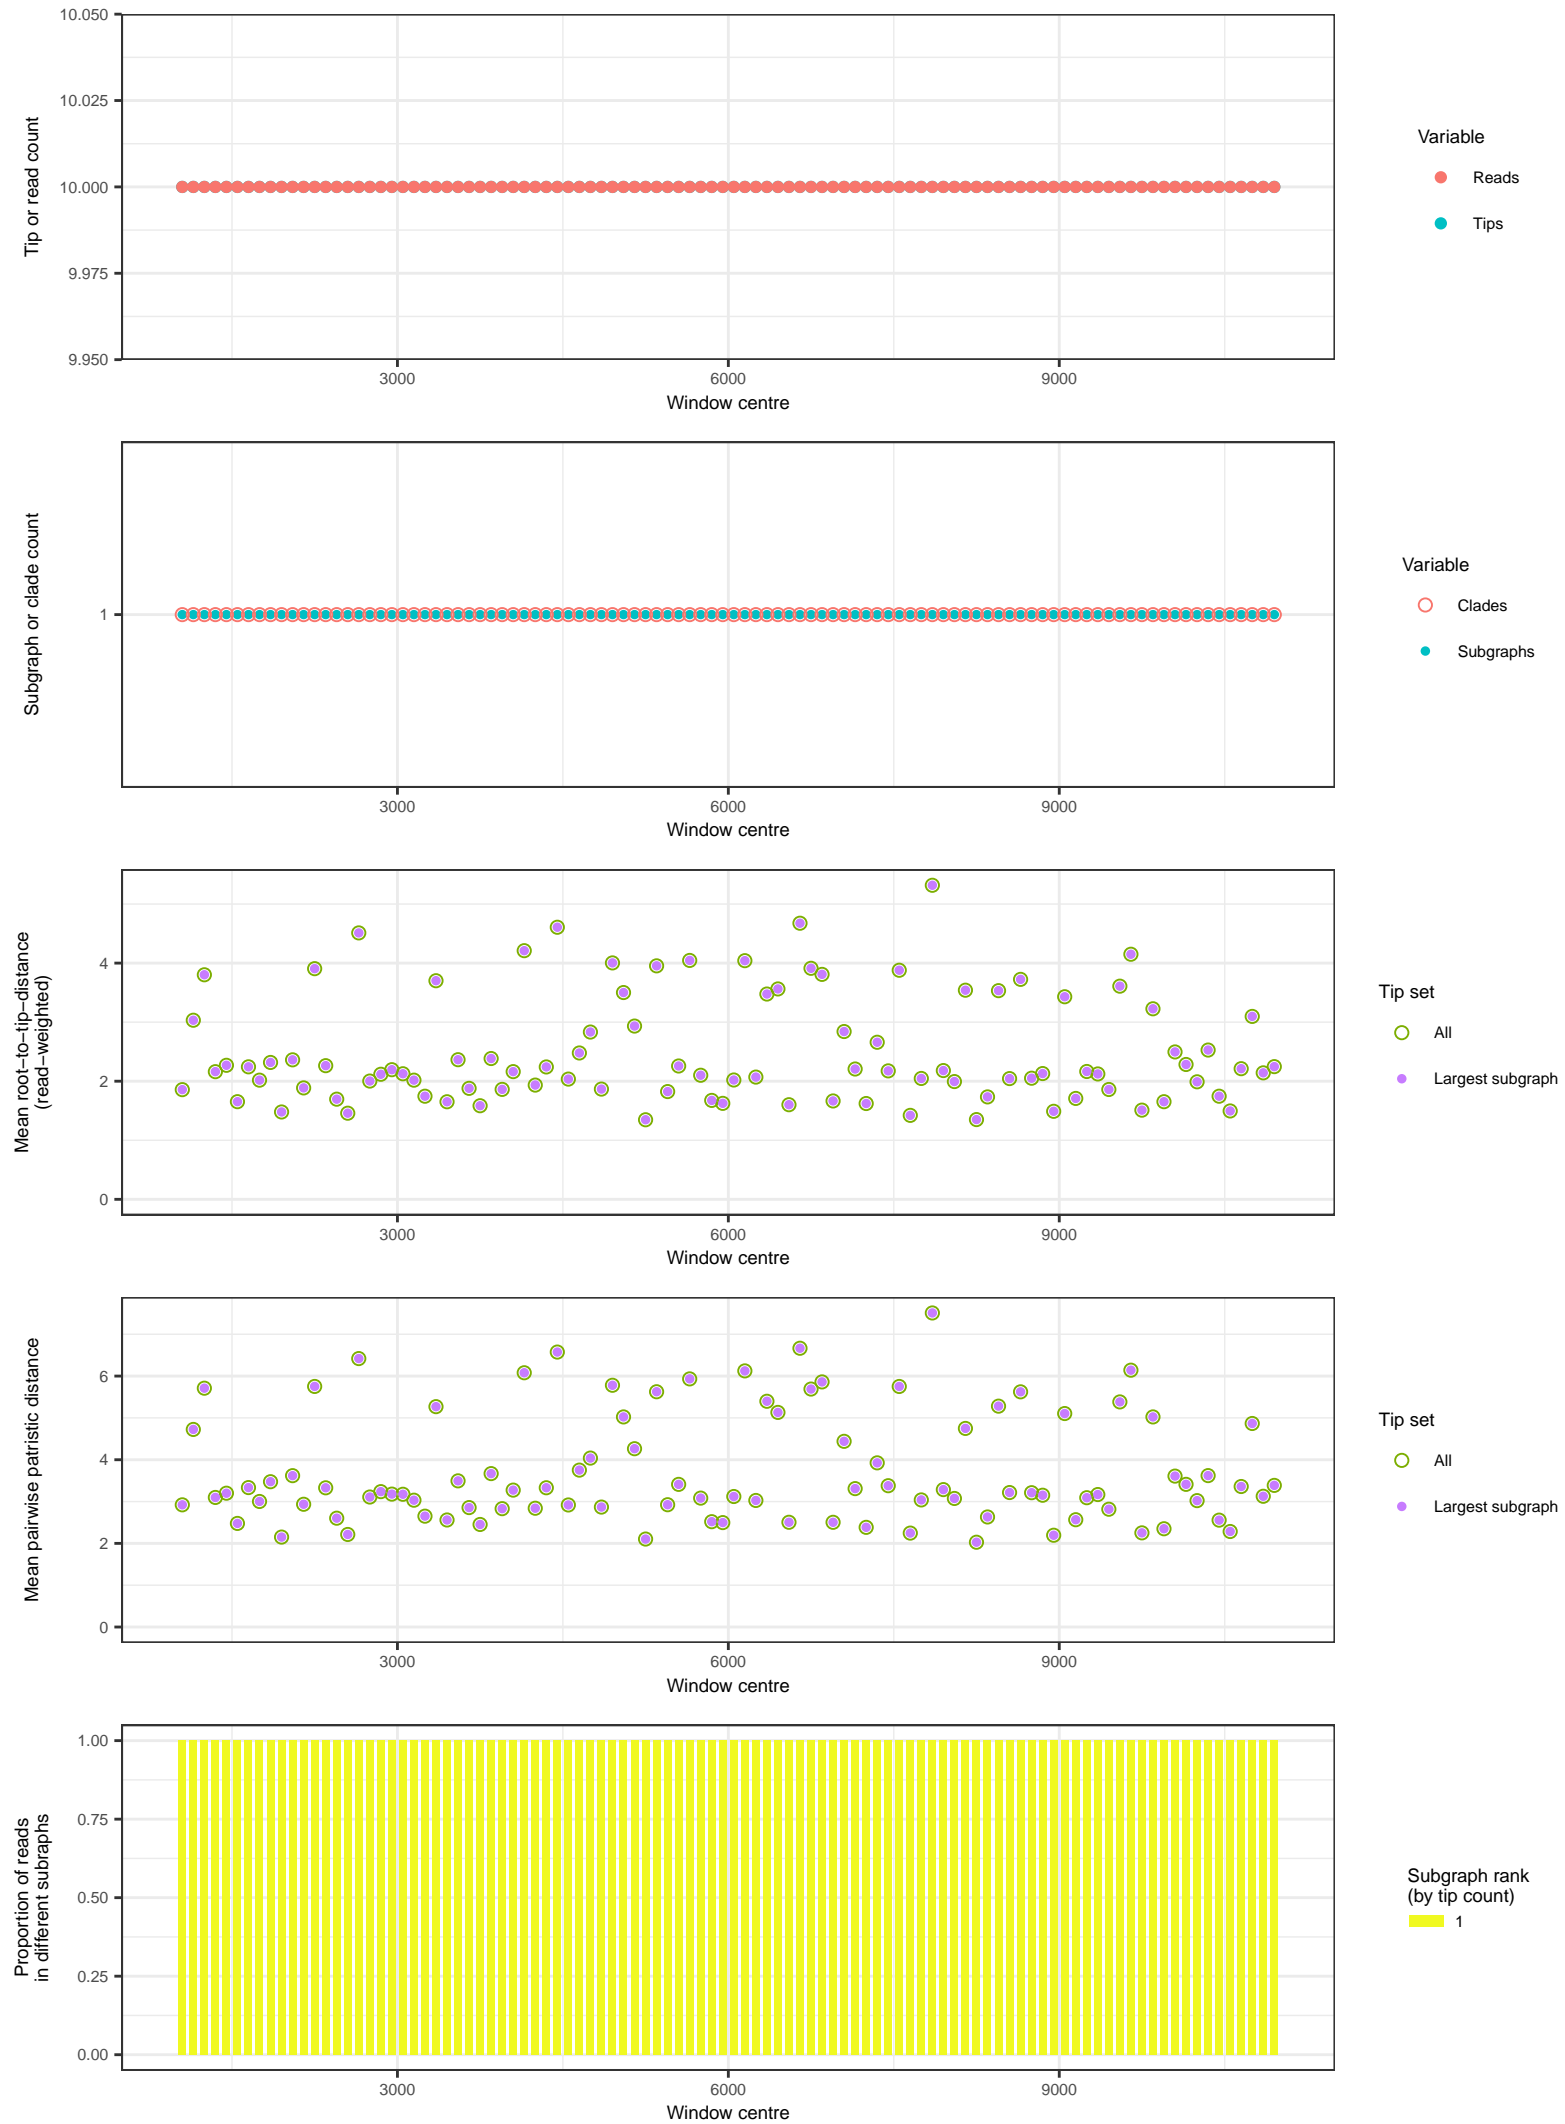 10.050
10.025
10.000
9.975
9.950
Tip or read count
3000 6000 9000
Window centre
Variable
Reads
Tips
1
Subgraph or clade count
3000 6000 9000
Window centre
Variable
Clades
Subgraphs
4
2
0
Mean root−to−tip−distance
(read−weighted)
3000 6000 9000
Window centre
Tip set
All
Largest subgraph
6
4
2
0
Mean pairwise patristic distance
3000 6000 9000
Window centre
Tip set
All
Largest subgraph
1.00
0.75
0.50
0.25
0.00
Proportion of reads
in different subraphs
3000 6000 9000
Window centre
Subgraph rank
(by tip count)
1